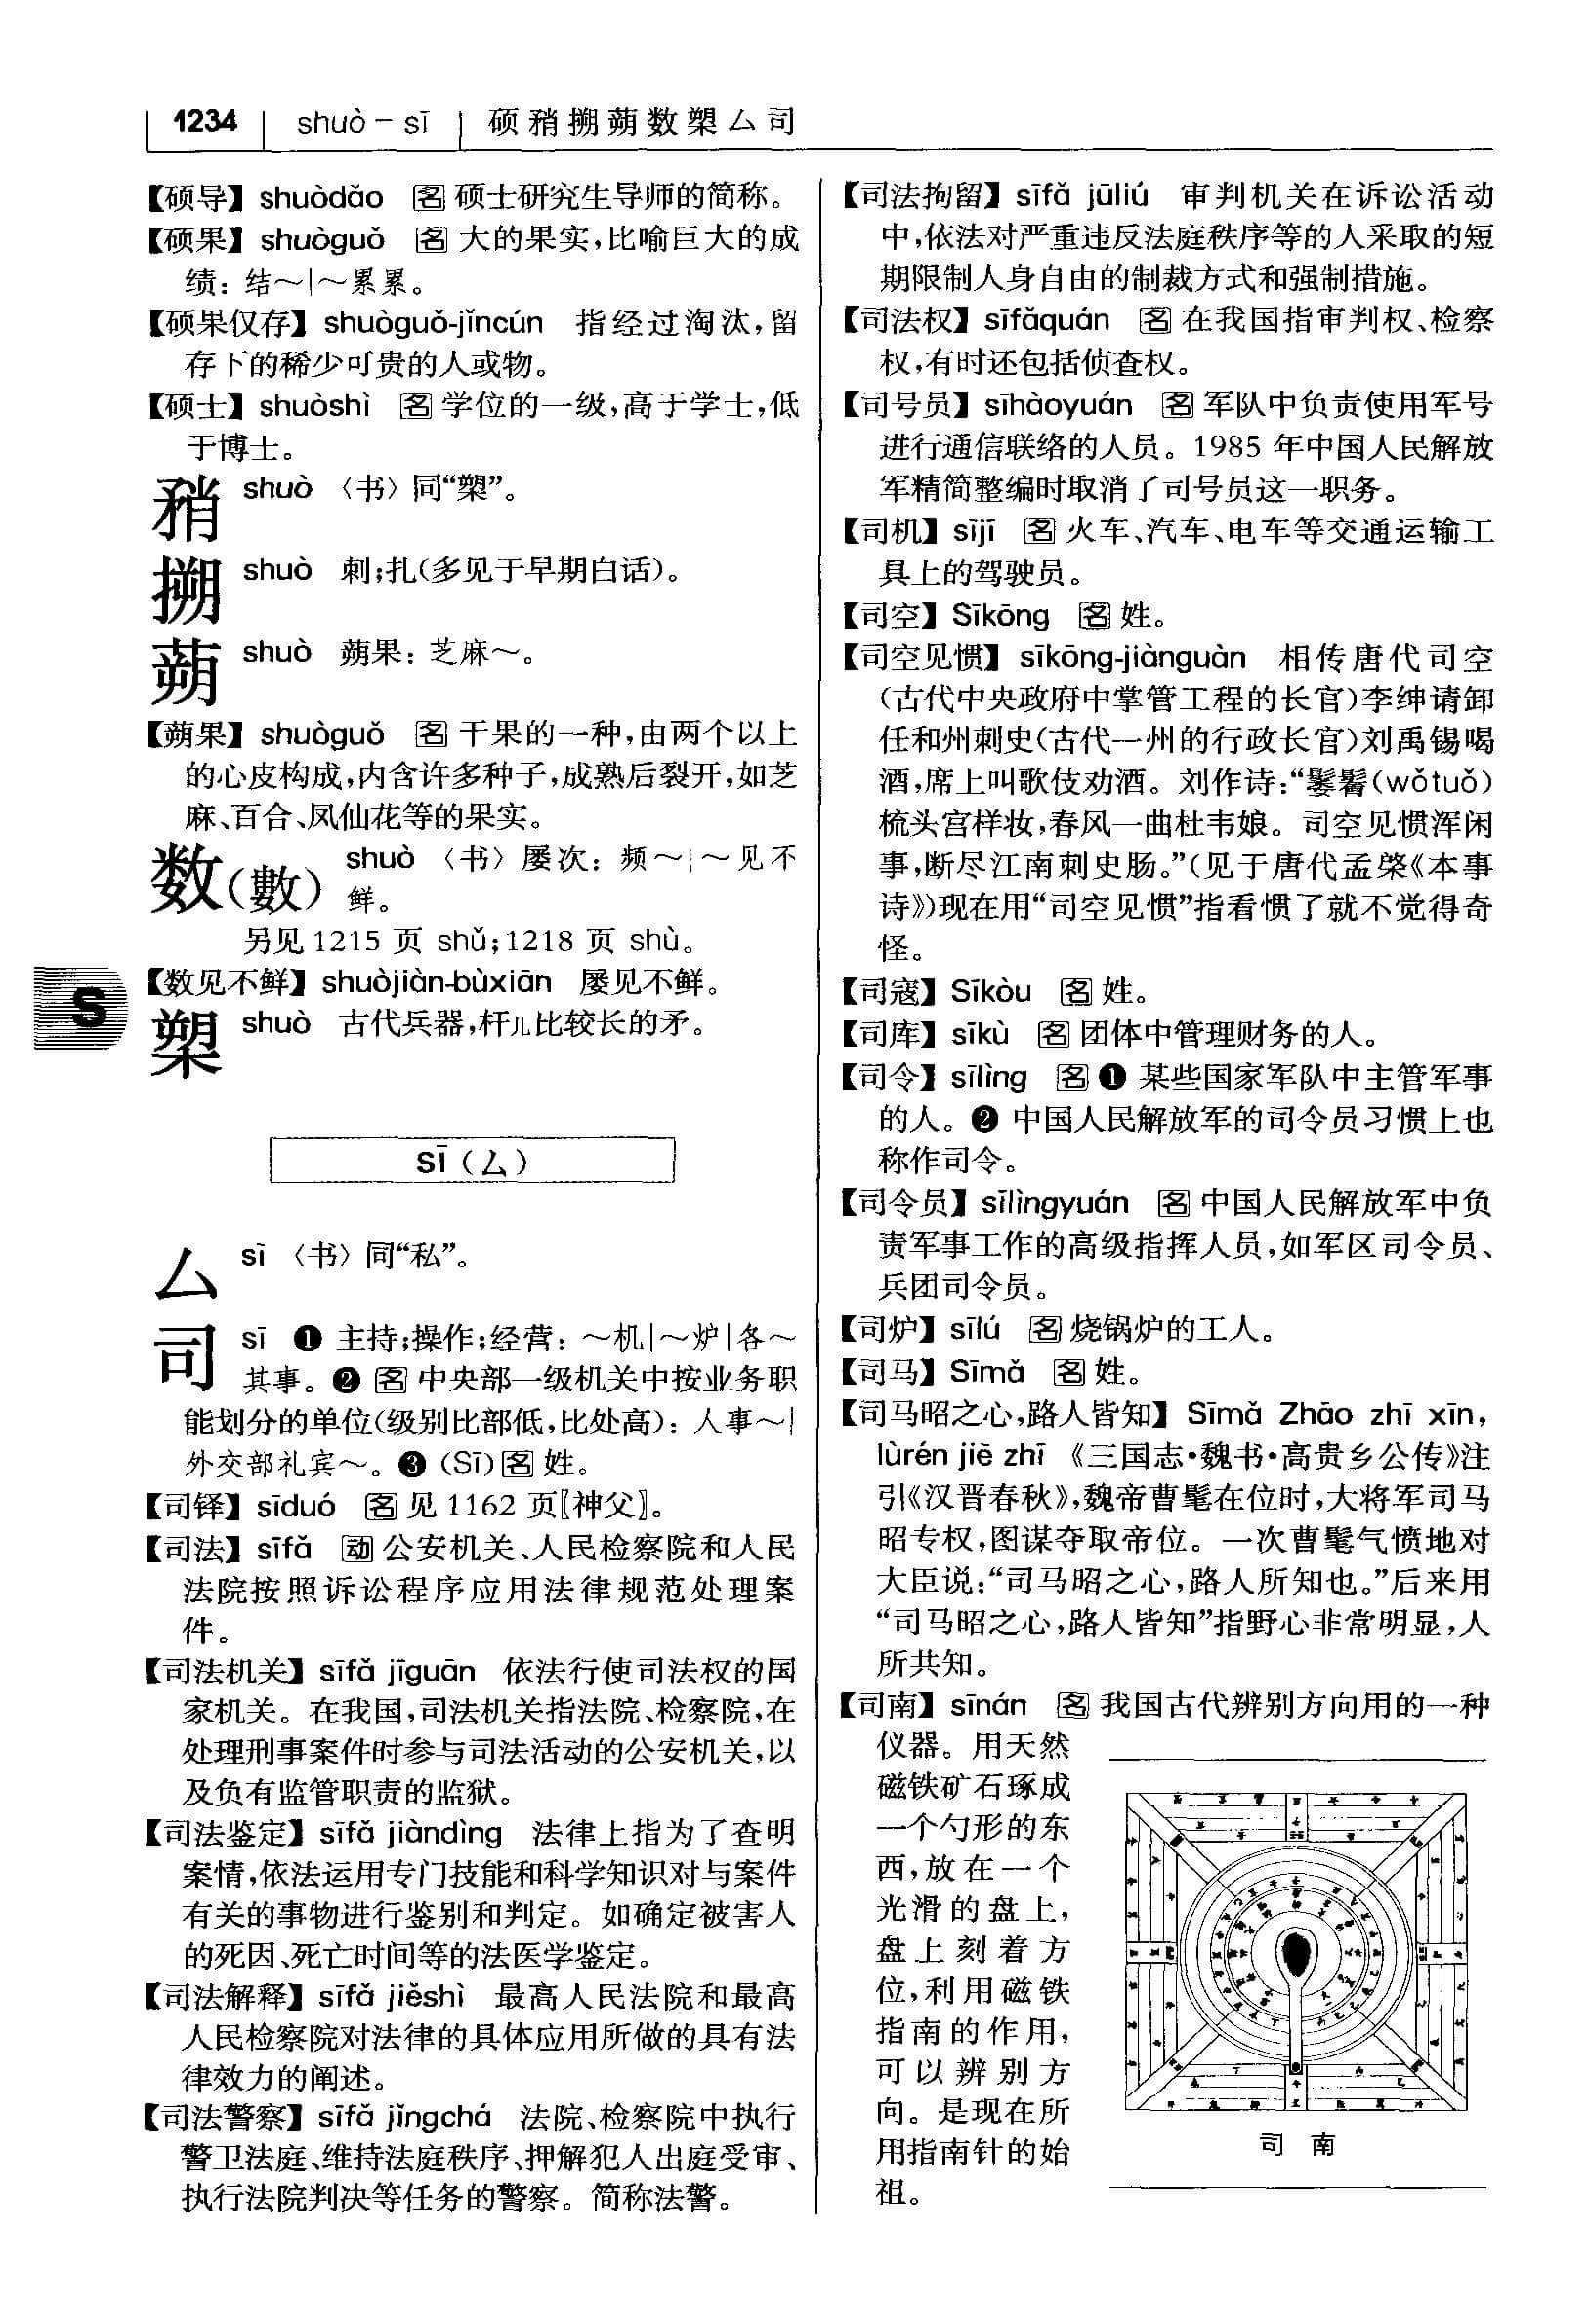 1234 shuò－sī 硕矟搠蒴数槊厶司
【硕导】 shuòdǎo 名 硕士研究生导师的简称。
【硕果】 shuòguǒ 名 大的果实，比喻巨大的成
绩：结～|～累累。
【硕果仅存】 shuòguǒ-jǐncún 指经过淘汰，留
存下的稀少可贵的人或物。
【硕士】 shuòshì 名 学位的一级，高于学士，低
于博士。
矟 shuò 〈书〉同“槊”。
搠 shuò 刺；扎（多见于早期白话）。
蒴 shuò 蒴果：芝麻～。
【蒴果】 shuòguǒ 名 干果的一种，由两个以上
的心皮构成，内含许多种子，成熟后裂开，如芝
麻、百合、凤仙花等的果实。
数（數） shuò 〈书〉屡次：频～|～见不
鲜。
另见 1215 页 shǔ；1218 页 shù。
【数见不鲜】 shuòjiàn-bùxiān 屡见不鲜。
S
槊 shuò 古代兵器，杆儿比较长的矛。
sī（ㄙ）
厶 sī 〈书〉同“私”。
司 sī ❶ 主持；操作；经营：～机|～炉|各～
其事。❷ 名 中央部一级机关中按业务职
能划分的单位（级别比部低，比处高）：人事～|
外交部礼宾～。❸ (Sī) 名 姓。
【司铎】 sīduó 名 见 1162 页〖神父〗。
【司法】 sīfǎ 动 公安机关、人民检察院和人民
法院按照诉讼程序应用法律规范处理案
件。
【司法机关】 sīfǎ jīguān 依法行使司法权的国
家机关。在我国，司法机关指法院、检察院，在
处理刑事案件时参与司法活动的公安机关，以
及负有监管职责的监狱。
【司法鉴定】 sīfǎ jiàndìng 法律上指为了查明
案情，依法运用专门技能和科学知识对与案件
有关的事物进行鉴别和判定。如确定被害人
的死因、死亡时间等的法医学鉴定。
【司法解释】 sīfǎ jiěshì 最高人民法院和最高
人民检察院对法律的具体应用所做的具有法
律效力的阐述。
【司法警察】 sīfǎ jǐngchá 法院、检察院中执行
警卫法庭、维持法庭秩序、押解犯人出庭受审、
执行法院判决等任务的警察。简称法警。
【司法拘留】 sīfǎ jūliú 审判机关在诉讼活动
中，依法对严重违反法庭秩序等的人采取的短
期限制人身自由的制裁方式和强制措施。
【司法权】 sīfǎquán 名 在我国指审判权、检察
权，有时还包括侦查权。
【司号员】 sīhàoyuán 名 军队中负责使用军号
进行通信联络的人员。1985 年中国人民解放
军精简整编时取消了司号员这一职务。
【司机】 sījī 名 火车、汽车、电车等交通运输工
具上的驾驶员。
【司空】 Sīkōng 名 姓。
【司空见惯】 sīkōng-jiànguàn 相传唐代司空
（古代中央政府中掌管工程的长官）李绅请卸
任和州刺史（古代一州的行政长官）刘禹锡喝
酒，席上叫歌伎劝酒。刘作诗：“鬖髿（wǒtuǒ）
梳头宫样妆，春风一曲杜韦娘。司空见惯浑闲
事，断尽江南刺史肠。”（见于唐代孟棨《本事
诗》）现在用“司空见惯”指看惯了就不觉得奇
怪。
【司寇】 Sīkòu 名 姓。
【司库】 sīkù 名 团体中管理财务的人。
【司令】 sīlìng 名 ❶ 某些国家军队中主管军事
的人。❷ 中国人民解放军的司令员习惯上也
称作司令。
【司令员】 sīlìngyuán 名 中国人民解放军中负
责军事工作的高级指挥人员，如军区司令员、
兵团司令员。
【司炉】 sīlú 名 烧锅炉的工人。
【司马】 Sīmǎ 名 姓。
【司马昭之心，路人皆知】 Sīmǎ Zhāo zhī xīn，
lùrén jiē zhī 《三国志·魏书·高贵乡公传》注
引《汉晋春秋》，魏帝曹髦在位时，大将军司马
昭专权，图谋夺取帝位。一次曹髦气愤地对
大臣说：“司马昭之心，路人所知也。”后来用
“司马昭之心，路人皆知”指野心非常明显，人
所共知。
【司南】 sīnán 名 我国古代辨别方向用的一种
仪器。用天然
磁铁矿石琢成
一个勺形的东
西，放在一个
光滑的盘上，
盘上刻着方
位，利用磁铁
指南的作用，
可以辨别方
向。是现在所
用指南针的始
祖。
司 南